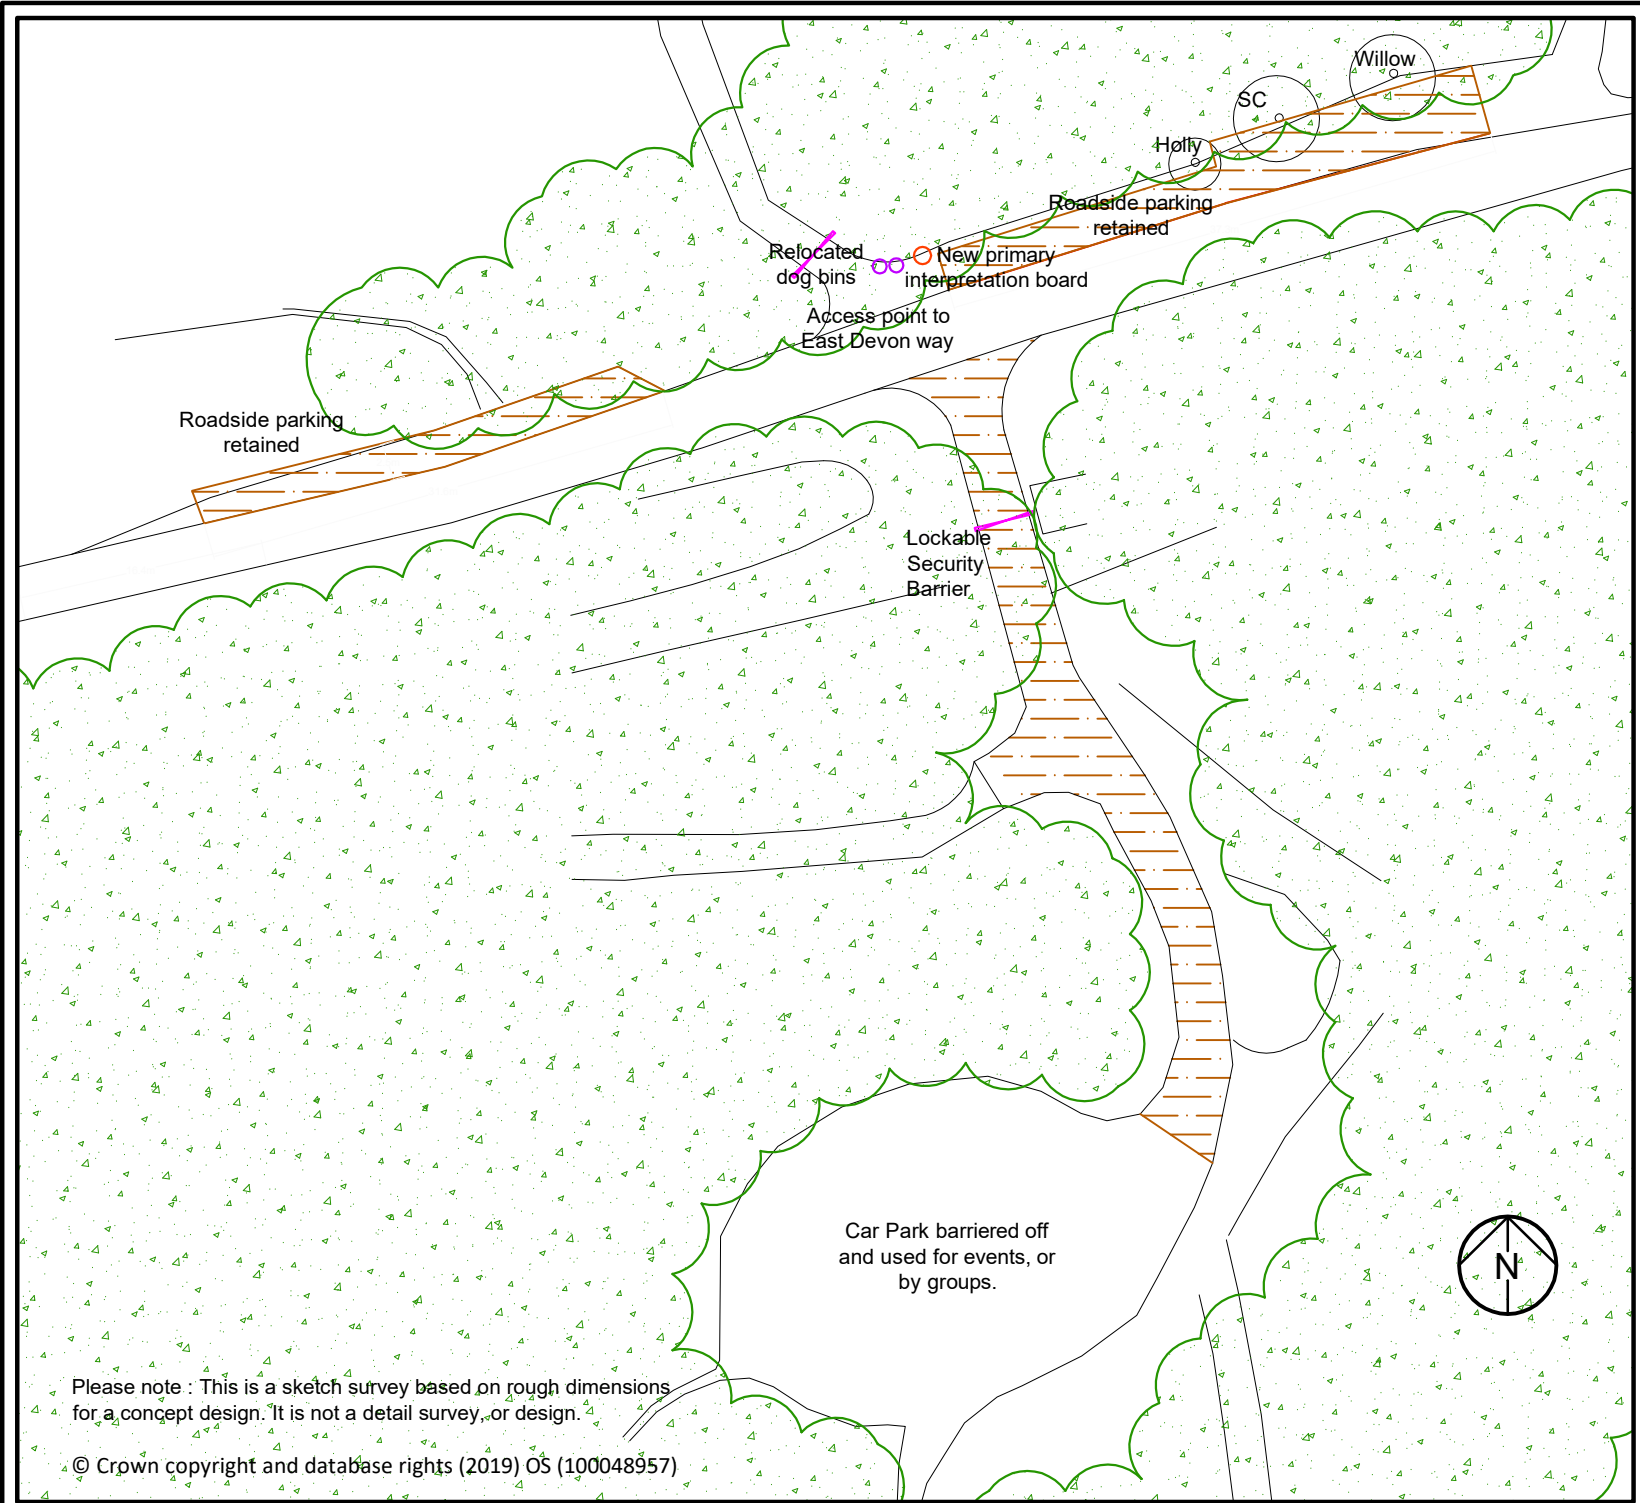 Willow
SC
Holly
Roadside parking
retained
Relocated
dog bins
New primary
interpretation board
Access point to
East Devon way
Roadside parking
retained
Lockable
Security
Barrier
Car Park barriered off
and used for events, or
by groups.
N
Please note : This is a sketch survey based on rough dimensions
for a concept design. It is not a detail survey, or design.
© Crown copyright and database rights (2019) OS (100048957)